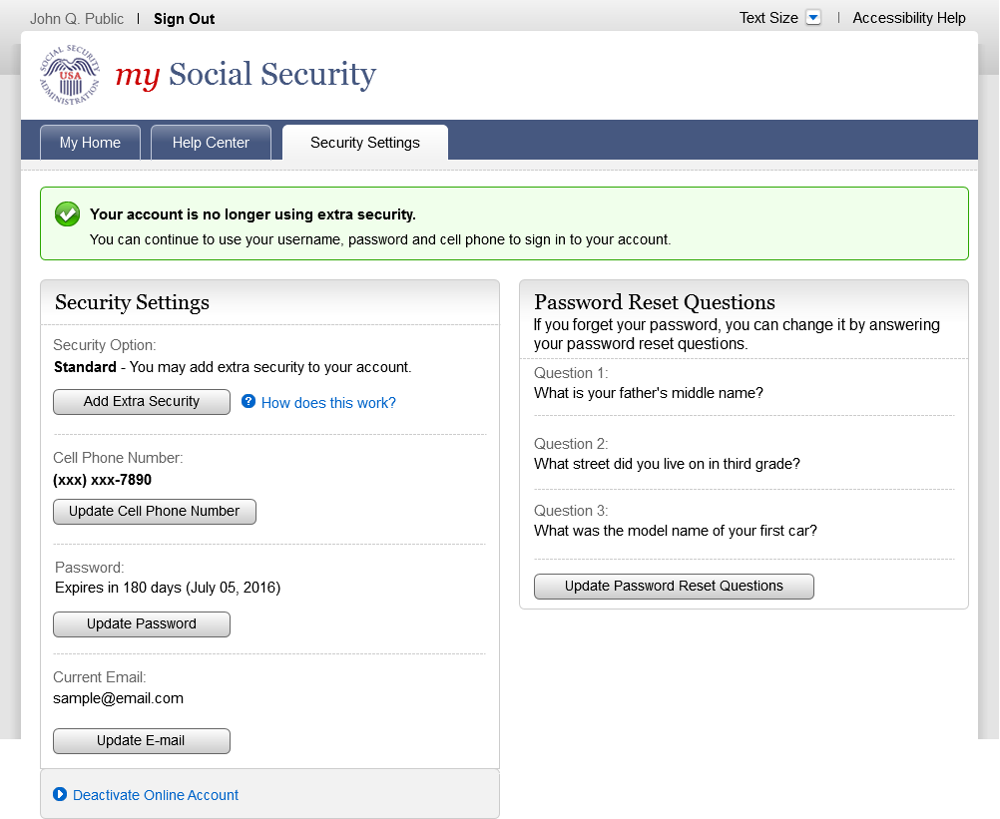 John Q. Public | Sign Out
Text Size | Accessibility Help
SOCIAL SECURITY ADMINISTRATION
USA
my Social Security
My Home
Help Center
Security Settings
Your account is no longer using extra security.
You can continue to use your username, password and cell phone to sign in to your account.
Security Settings
Security Option:
Standard - You may add extra security to your account.
Add Extra Security
? How does this work?
Cell Phone Number:
(xxx) xxx-7890
Update Cell Phone Number
Password:
Expires in 180 days (July 05, 2016)
Update Password
Current Email:
sample@email.com
Update E-mail
Deactivate Online Account
Password Reset Questions
If you forget your password, you can change it by answering
your password reset questions.
Question 1:
What is your father's middle name?
Question 2:
What street did you live on in third grade?
Question 3:
What was the model name of your first car?
Update Password Reset Questions